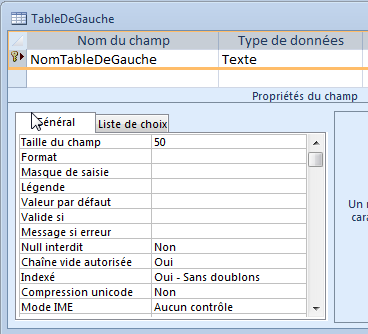 TableDeGauche
Nom du champ Type de données
NomTableDeGauche Texte
Propriétés du champ
Général Liste de choix
Taille du champ 50
Format
Masque de saisie
Légende
Valeur par défaut
Valide si
Message si erreur
Null interdit Non
Chaîne vide autorisée Oui
Indexé Oui - Sans doublons
Compression unicode Non
Mode IME Aucun contrôle
Un